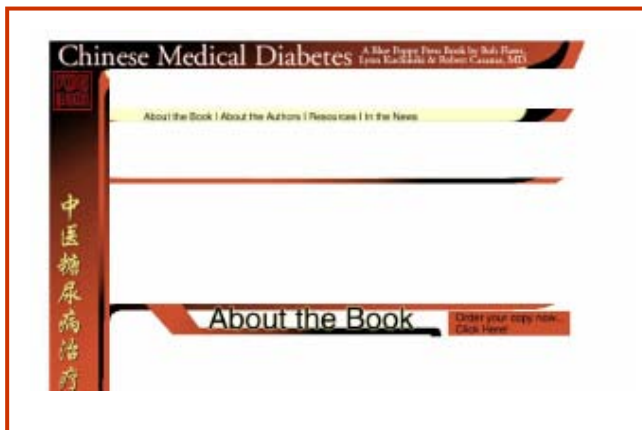 Chinese Medical Diabetes
A Blue Poppy Press Book by Bob Flaws,
Lynn Kuchinski & Robert Casanas, MD
About the Book | About the Authors | Resources | In the News
中医糖尿病治疗
About the Book
Order your copy now...
Click Here!